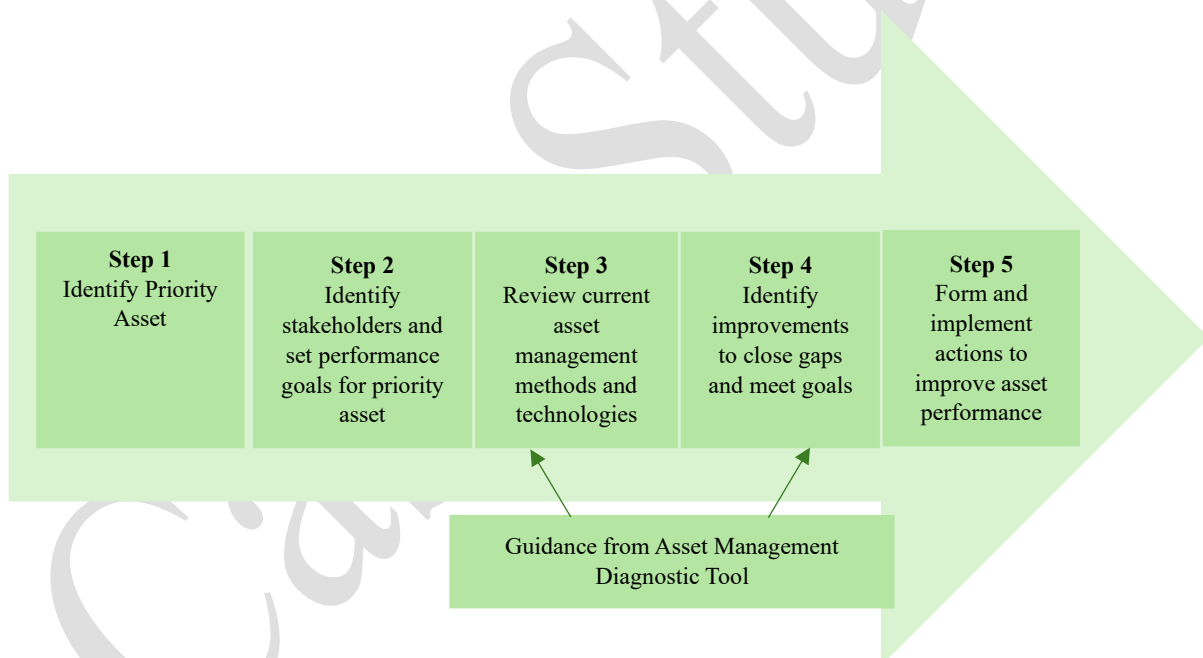 Step 1
Identify Priority
Asset
Step 2
Identify
stakeholders and
set performance
goals for priority
asset
Step 3
Review current
asset
management
methods and
technologies
Step 4
Identify
improvements
to close gaps
and meet goals
Step 5
Form and
implement
actions to
improve asset
performance
Guidance from Asset Management
Diagnostic Tool